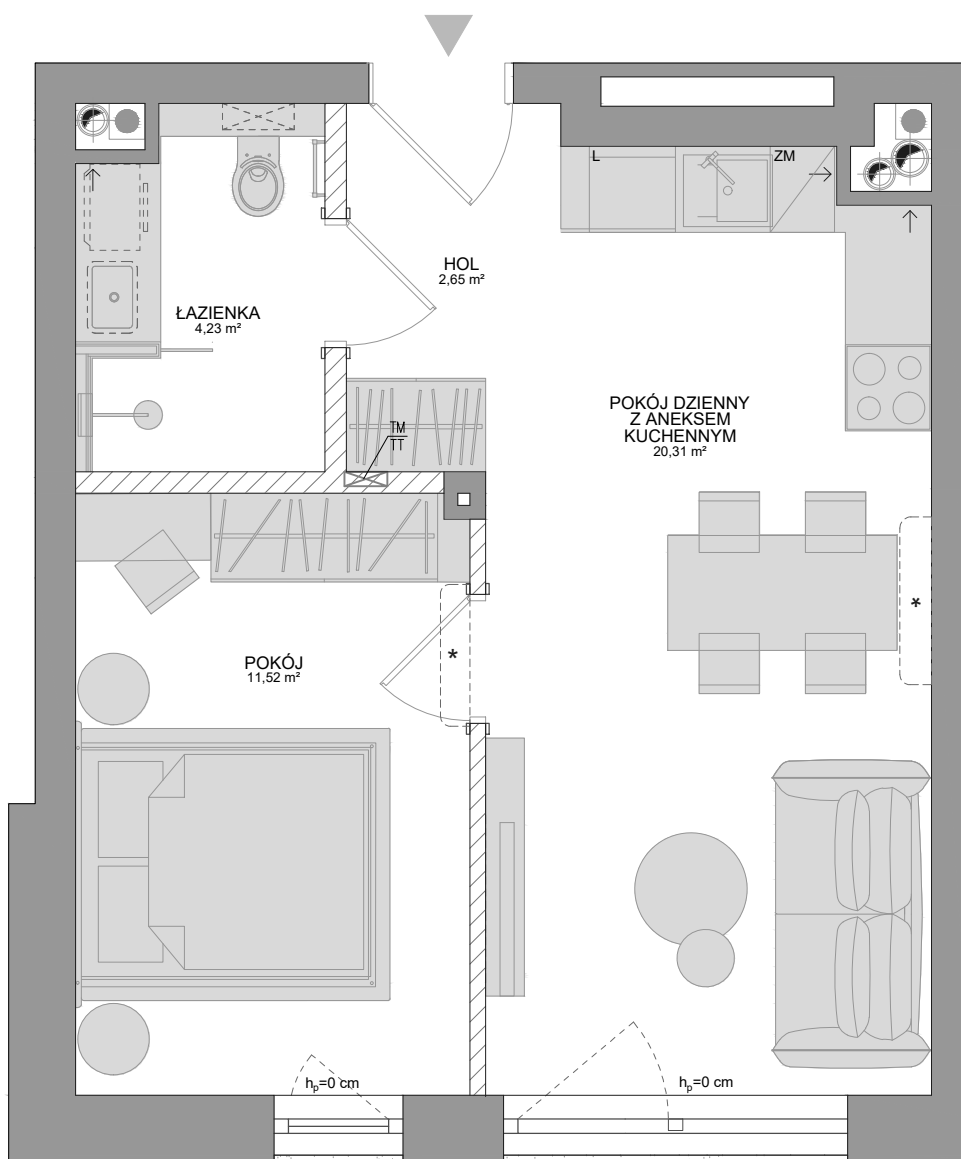 L
ZM
HOL
2,65 m²
ŁAZIENKA
4,23 m²
POKÓJ DZIENNY
Z ANEKSEM
KUCHENNYM
20,31 m²
TM
TT
*
*
POKÓJ
11,52 m²
hₚ=0 cm
hₚ=0 cm